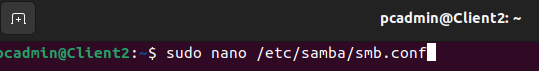 pcadmin@Client2: ~
pcadmin@Client2:~$ sudo nano /etc/samba/smb.conf